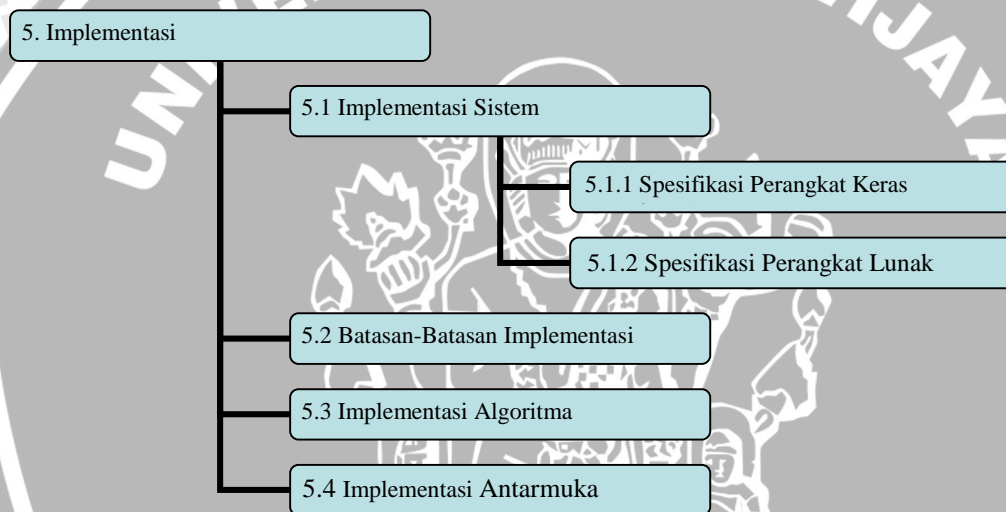 5. Implementasi
5.1 Implementasi Sistem
5.1.1 Spesifikasi Perangkat Keras
5.1.2 Spesifikasi Perangkat Lunak
5.2 Batasan-Batasan Implementasi
5.3 Implementasi Algoritma
5.4 Implementasi Antarmuka